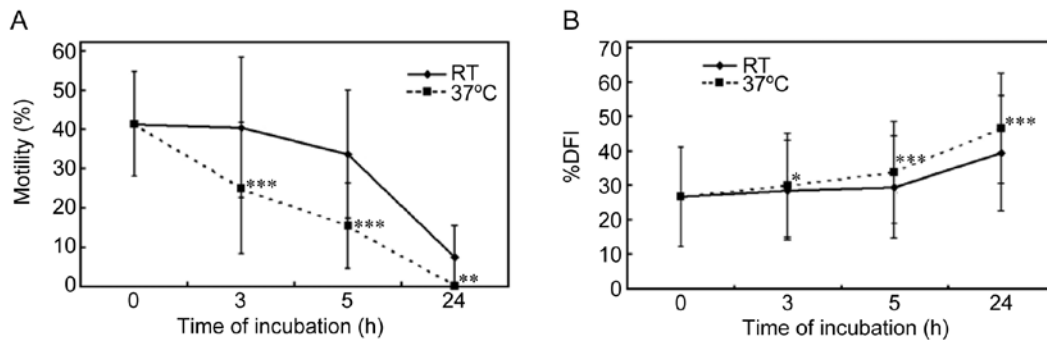 A
60
50
40
30
20
10
0
Motility (%)
RT
37ºC
***
***
**
0 3 5 24
Time of incubation (h)
B
70
60
50
40
30
20
10
0
%DFI
RT
37ºC
*
***
***
0 3 5 24
Time of incubation (h)